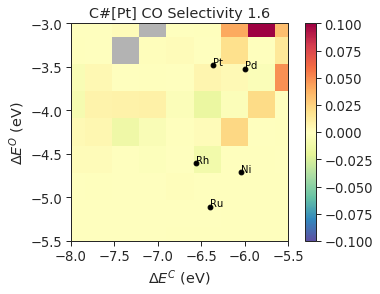 C#[Pt] CO Selectivity 1.6
ΔE^O (eV)
−3.0
−3.5
−4.0
−4.5
−5.0
−5.5
Pt
Pd
Rh
Ni
Ru
−8.0 −7.5 −7.0 −6.5 −6.0 −5.5
ΔE^C (eV)
0.100
0.075
0.050
0.025
0.000
−0.025
−0.050
−0.075
−0.100